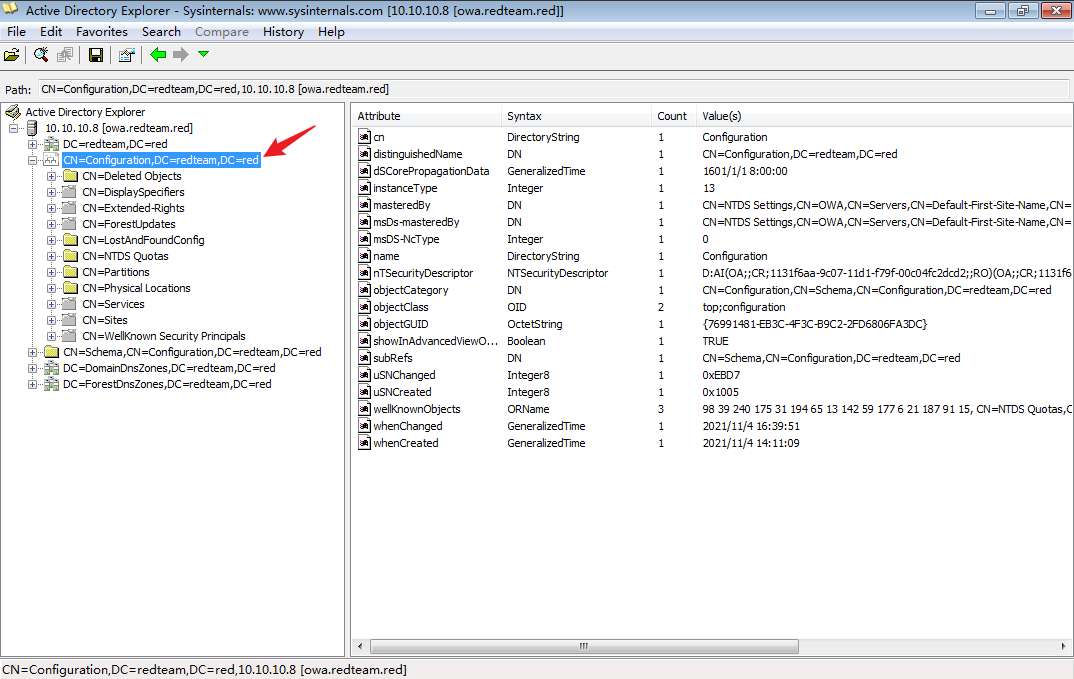 Active Directory Explorer - Sysinternals: www.sysinternals.com [10.10.10.8 [owa.redteam.red]]
File Edit Favorites Search Compare History Help
Path: CN=Configuration,DC=redteam,DC=red,10.10.10.8 [owa.redteam.red]
Active Directory Explorer
10.10.10.8 [owa.redteam.red]
DC=redteam,DC=red
CN=Configuration,DC=redteam,DC=red
CN=Deleted Objects
CN=DisplaySpecifiers
CN=Extended-Rights
CN=ForestUpdates
CN=LostAndFoundConfig
CN=NTDS Quotas
CN=Partitions
CN=Physical Locations
CN=Services
CN=Sites
CN=WellKnown Security Principals
CN=Schema,CN=Configuration,DC=redteam,DC=red
DC=DomainDnsZones,DC=redteam,DC=red
DC=ForestDnsZones,DC=redteam,DC=red
Attribute Syntax Count Value(s)
cn DirectoryString 1 Configuration
distinguishedName DN 1 CN=Configuration,DC=redteam,DC=red
dSCorePropagationData GeneralizedTime 1 1601/1/1 8:00:00
instanceType Integer 1 13
masteredBy DN 1 CN=NTDS Settings,CN=OWA,CN=Servers,CN=Default-First-Site-Name,CN=
msDs-masteredBy DN 1 CN=NTDS Settings,CN=OWA,CN=Servers,CN=Default-First-Site-Name,CN=
msDS-NcType Integer 1 0
name DirectoryString 1 Configuration
nTSecurityDescriptor NTSecurityDescriptor 1 D:AI(OA;;CR;1131f6aa-9c07-11d1-f79f-00c04fc2dcd2;;RO)(OA;;CR;1131f6
objectCategory DN 1 CN=Configuration,CN=Schema,CN=Configuration,DC=redteam,DC=red
objectClass OID 2 top;configuration
objectGUID OctetString 1 {76991481-EB3C-4F3C-B9C2-2FD6806FA3DC}
showInAdvancedViewO... Boolean 1 TRUE
subRefs DN 1 CN=Schema,CN=Configuration,DC=redteam,DC=red
uSNChanged Integer8 1 0xEBD7
uSNCreated Integer8 1 0x1005
wellKnownObjects ORName 3 98 39 240 175 31 194 65 13 142 59 177 6 21 187 91 15, CN=NTDS Quotas,C
whenChanged GeneralizedTime 1 2021/11/4 16:39:51
whenCreated GeneralizedTime 1 2021/11/4 14:11:09
CN=Configuration,DC=redteam,DC=red,10.10.10.8 [owa.redteam.red]